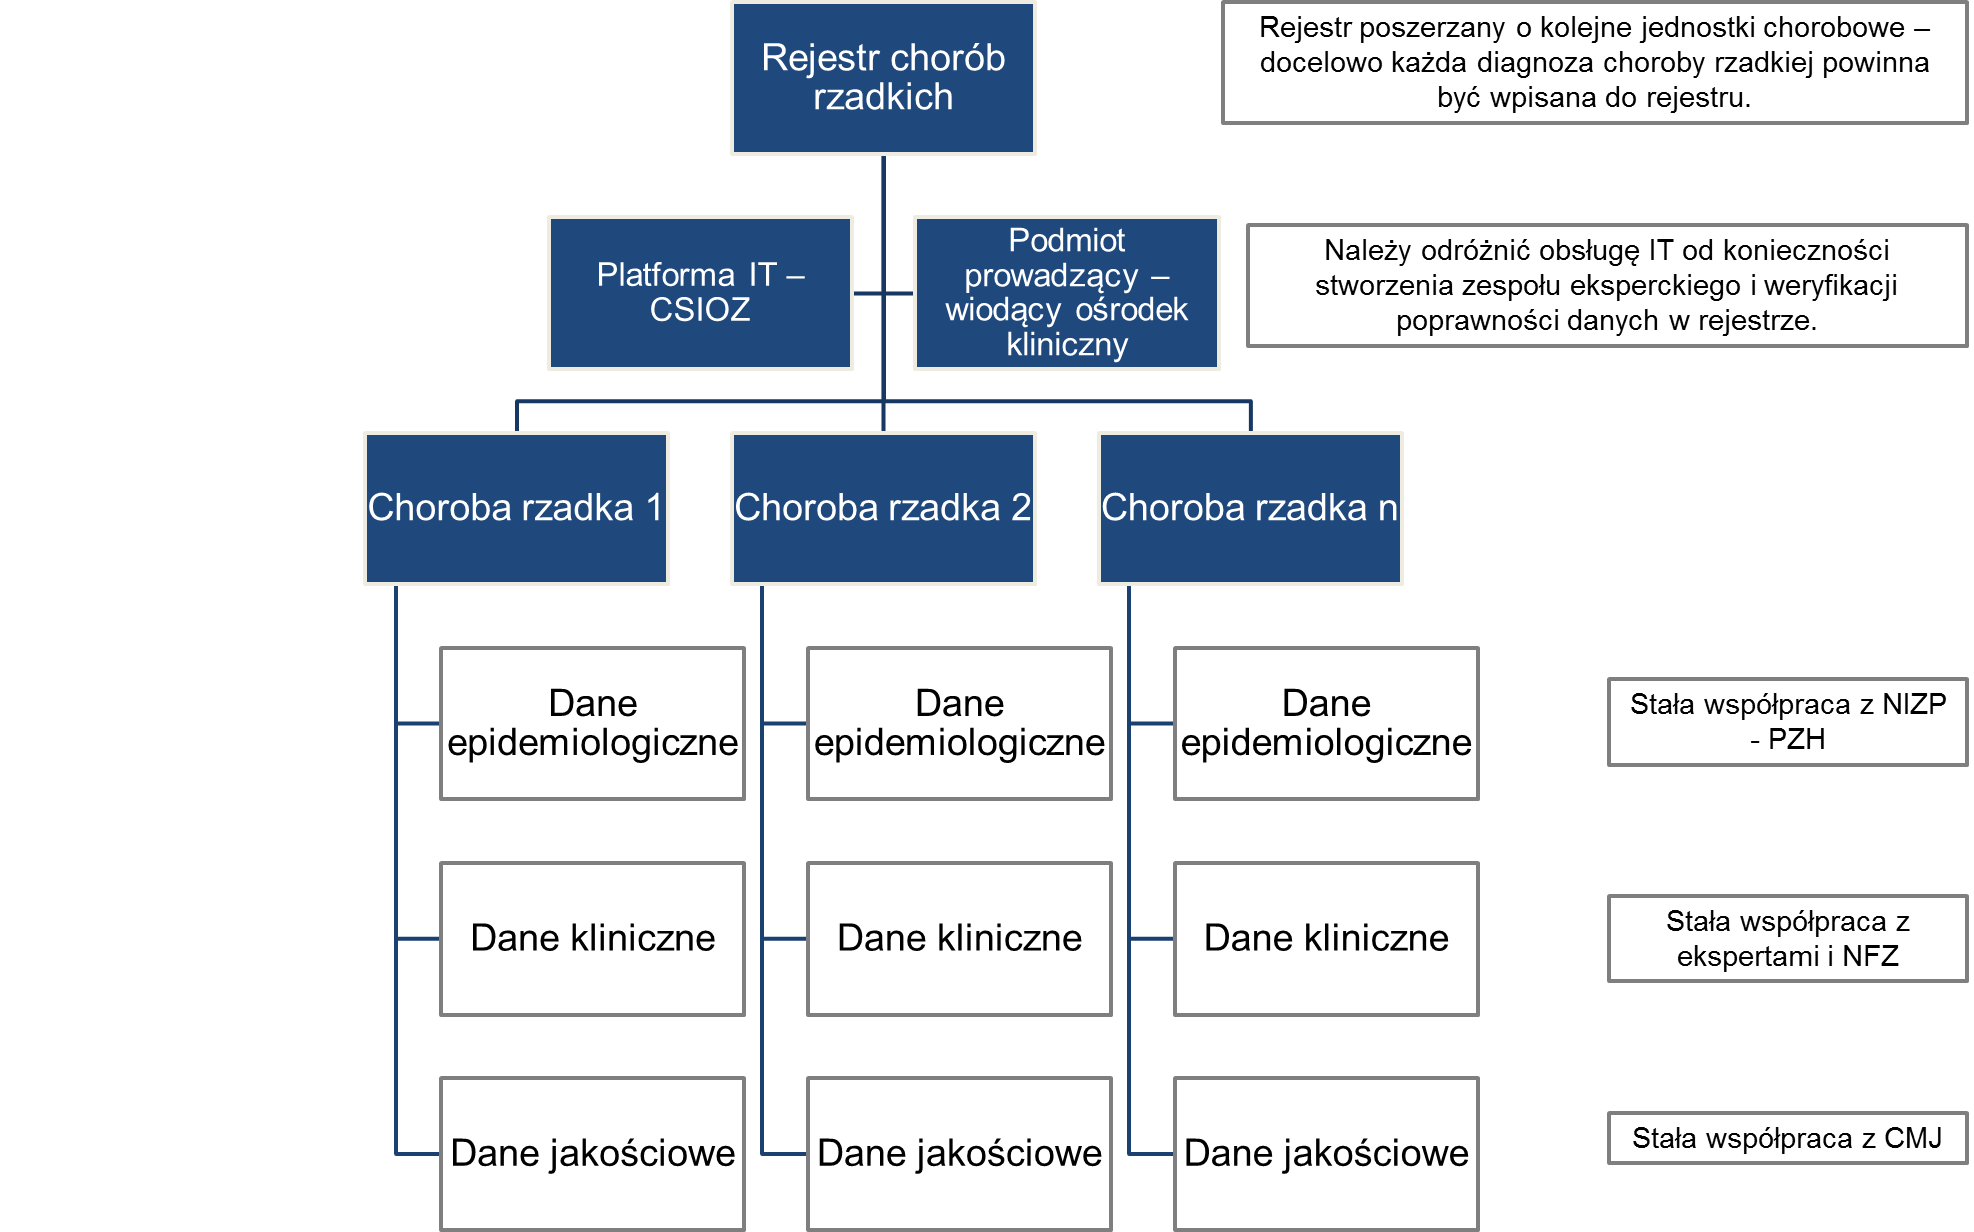 Rejestr chorób
rzadkich
Rejestr poszerzany o kolejne jednostki chorobowe –
docelowo każda diagnoza choroby rzadkiej powinna
być wpisana do rejestru.
Platforma IT –
CSIOZ
Podmiot
prowadzący –
wiodący ośrodek
kliniczny
Należy odróżnić obsługę IT od konieczności
stworzenia zespołu eksperckiego i weryfikacji
poprawności danych w rejestrze.
Choroba rzadka 1
Choroba rzadka 2
Choroba rzadka n
Dane
epidemiologiczne
Dane
epidemiologiczne
Dane
epidemiologiczne
Stała współpraca z NIZP
- PZH
Dane kliniczne
Dane kliniczne
Dane kliniczne
Stała współpraca z
ekspertami i NFZ
Dane jakościowe
Dane jakościowe
Dane jakościowe
Stała współpraca z CMJ